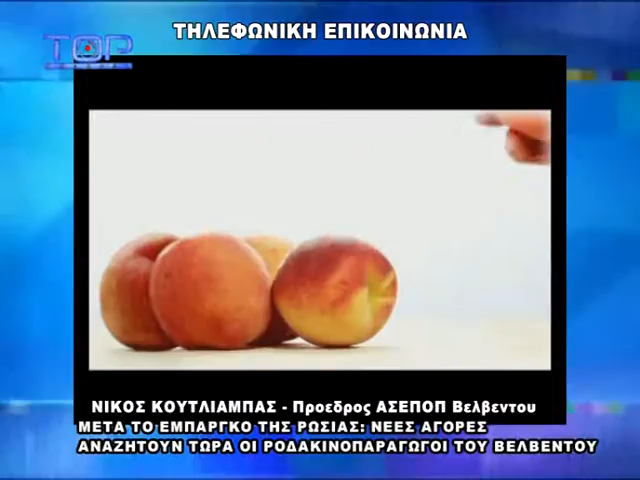 ΤΗΛΕΦΩΝΙΚΗ ΕΠΙΚΟΙΝΩΝΙΑ
TOP
ΝΙΚΟΣ ΚΟΥΤΛΙΑΜΠΑΣ - Προεδρος ΑΣΕΠΟΠ Βελβεντου
ΜΕΤΑ ΤΟ ΕΜΠΑΡΓΚΟ ΤΗΣ ΡΩΣΙΑΣ: ΝΕΕΣ ΑΓΟΡΕΣ
ΑΝΑΖΗΤΟΥΝ ΤΩΡΑ ΟΙ ΡΟΔΑΚΙΝΟΠΑΡΑΓΩΓΟΙ ΤΟΥ ΒΕΛΒΕΝΤΟΥ